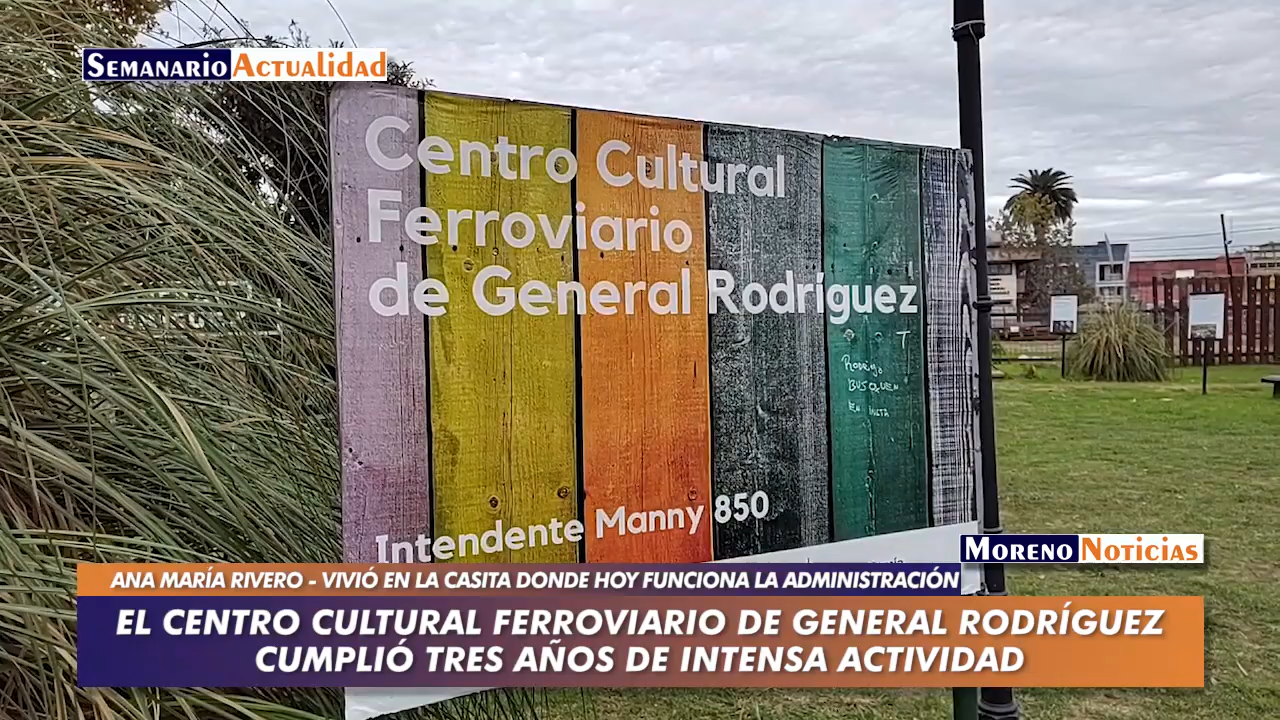 SEMANARIO ACTUALIDAD
Centro Cultural
Ferroviario
de General Rodríguez
RODRIGO
BUSQUEN
EN
Intendente Manny 850
MORENO NOTICIAS
ANA MARÍA RIVERO - VIVIÓ EN LA CASITA DONDE HOY FUNCIONA LA ADMINISTRACIÓN
EL CENTRO CULTURAL FERROVIARIO DE GENERAL RODRÍGUEZ
CUMPLIÓ TRES AÑOS DE INTENSA ACTIVIDAD